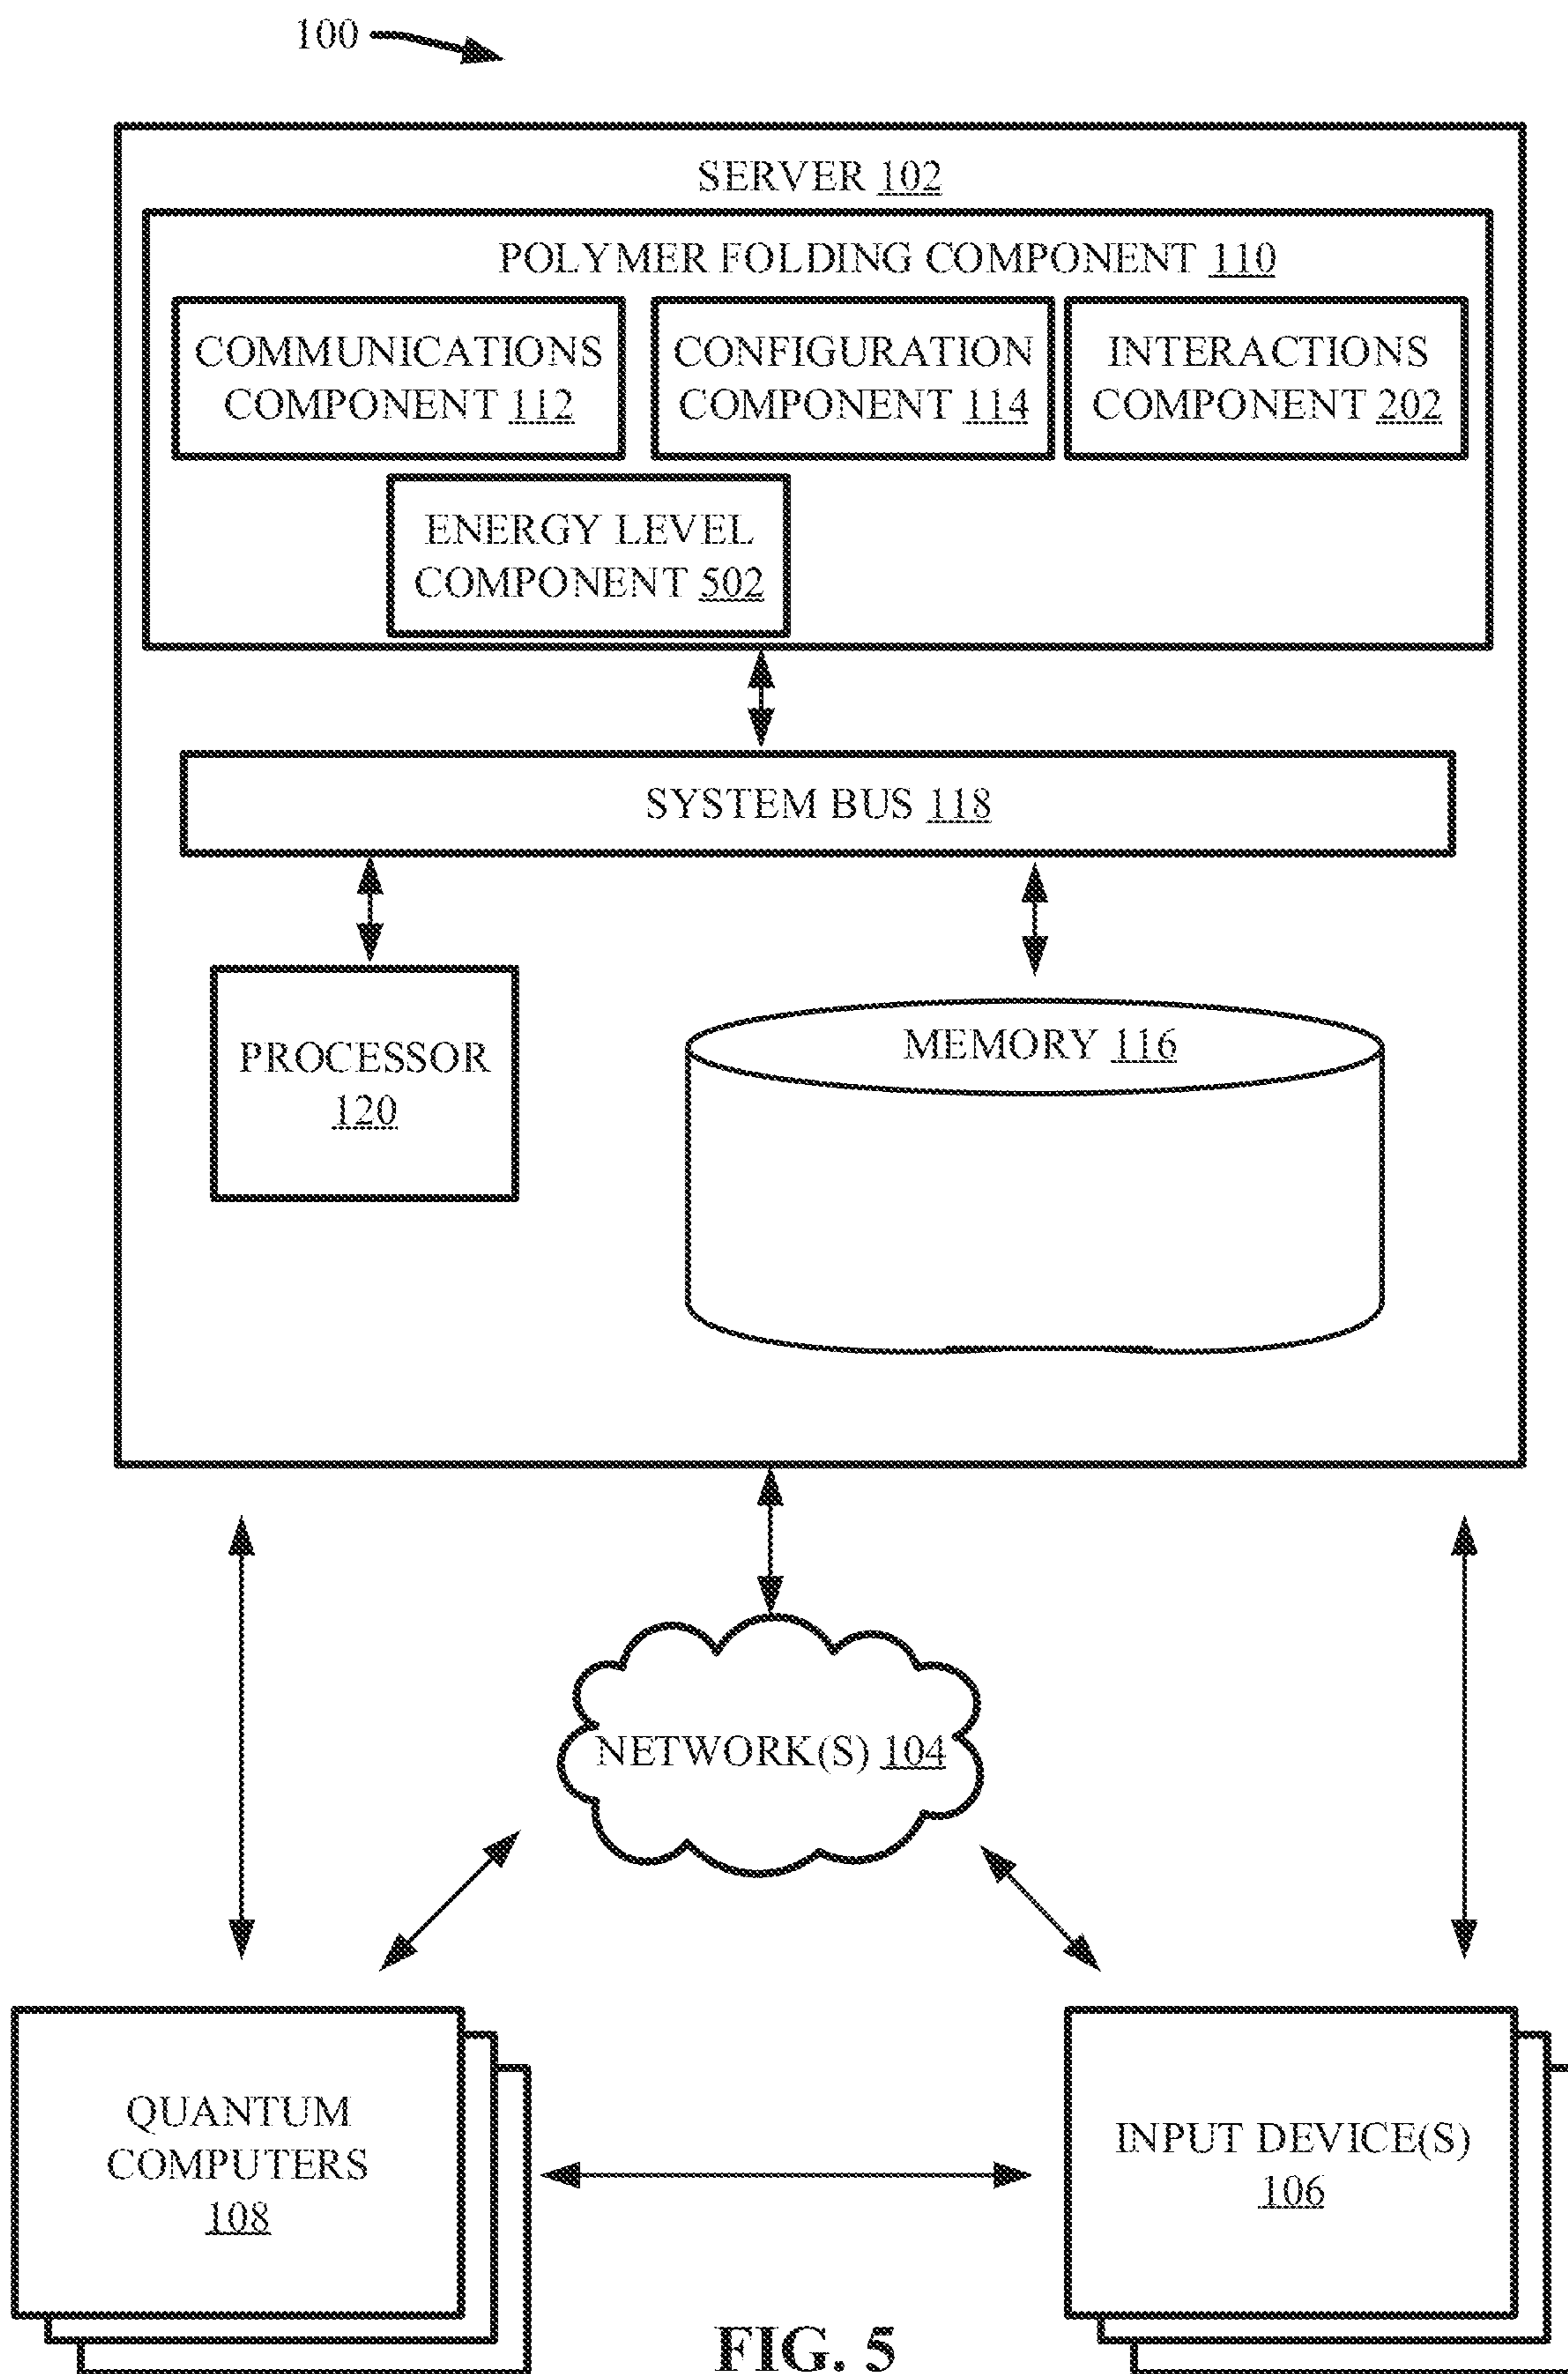 100
SERVER 102
POLYMER FOLDING COMPONENT 110
COMMUNICATIONS
COMPONENT 112
CONFIGURATION
COMPONENT 114
INTERACTIONS
COMPONENT 202
ENERGY LEVEL
COMPONENT 502
SYSTEM BUS 118
PROCESSOR
120
MEMORY 116
NETWORK(S) 104
QUANTUM
COMPUTERS
108
INPUT DEVICE(S)
106
FIG. 5